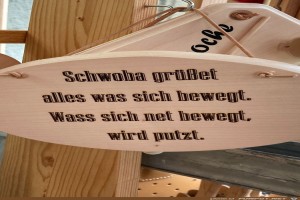 oche
Schwoba grüßet
alles was sich bewegt.
Wass sich net bewegt,
wird putzt.